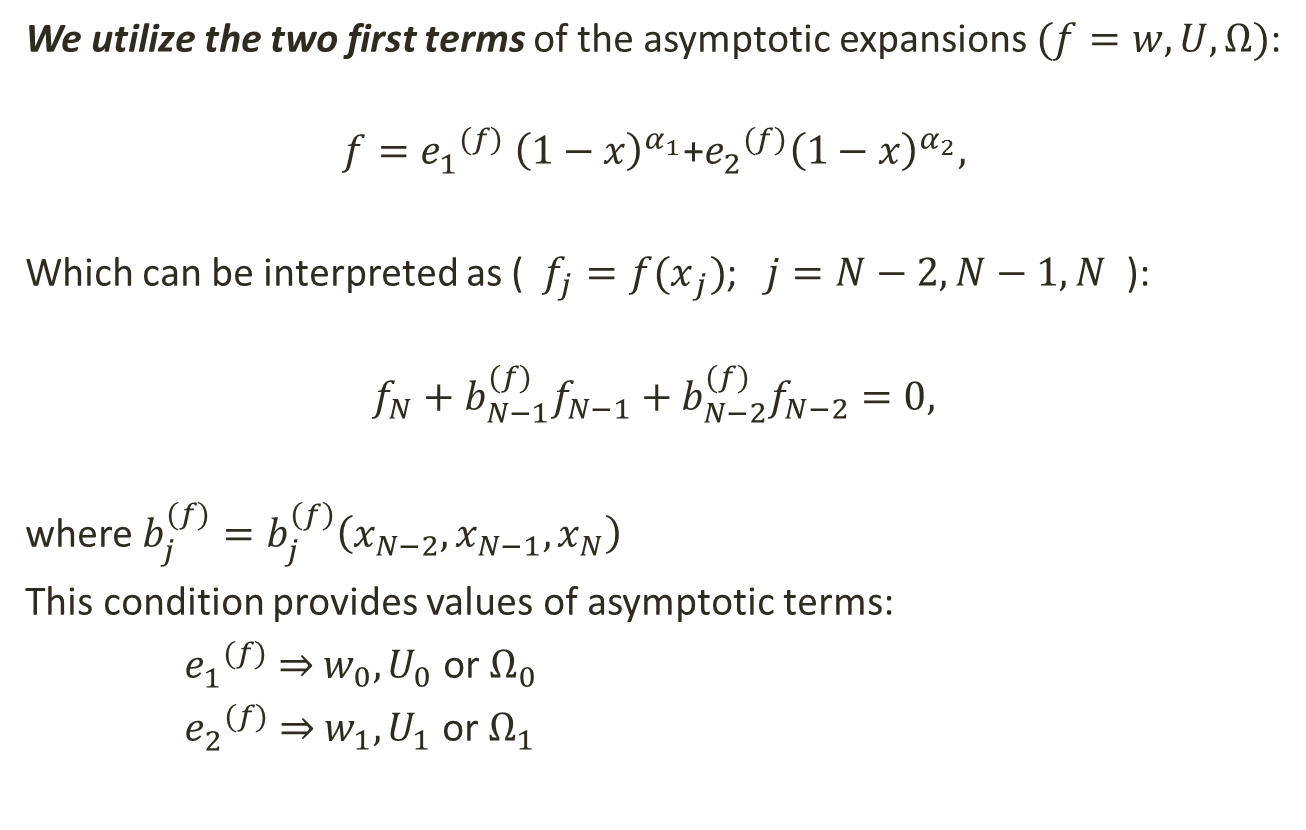 We utilize the two first terms of the asymptotic expansions (f = w, U, Ω):
f = e₁⁽ᶠ⁾ (1 − x)^α₁+e₂⁽ᶠ⁾(1 − x)^α₂,
Which can be interpreted as ( f_j = f(x_j); j = N − 2, N − 1, N ):
f_N + b_{N−1}^{(f)} f_{N−1} + b_{N−2}^{(f)} f_{N−2} = 0,
where b_j^{(f)} = b_j^{(f)}(x_{N−2}, x_{N−1}, x_N)
This condition provides values of asymptotic terms:
e₁⁽ᶠ⁾ ⇒ w₀, U₀ or Ω₀
e₂⁽ᶠ⁾ ⇒ w₁, U₁ or Ω₁